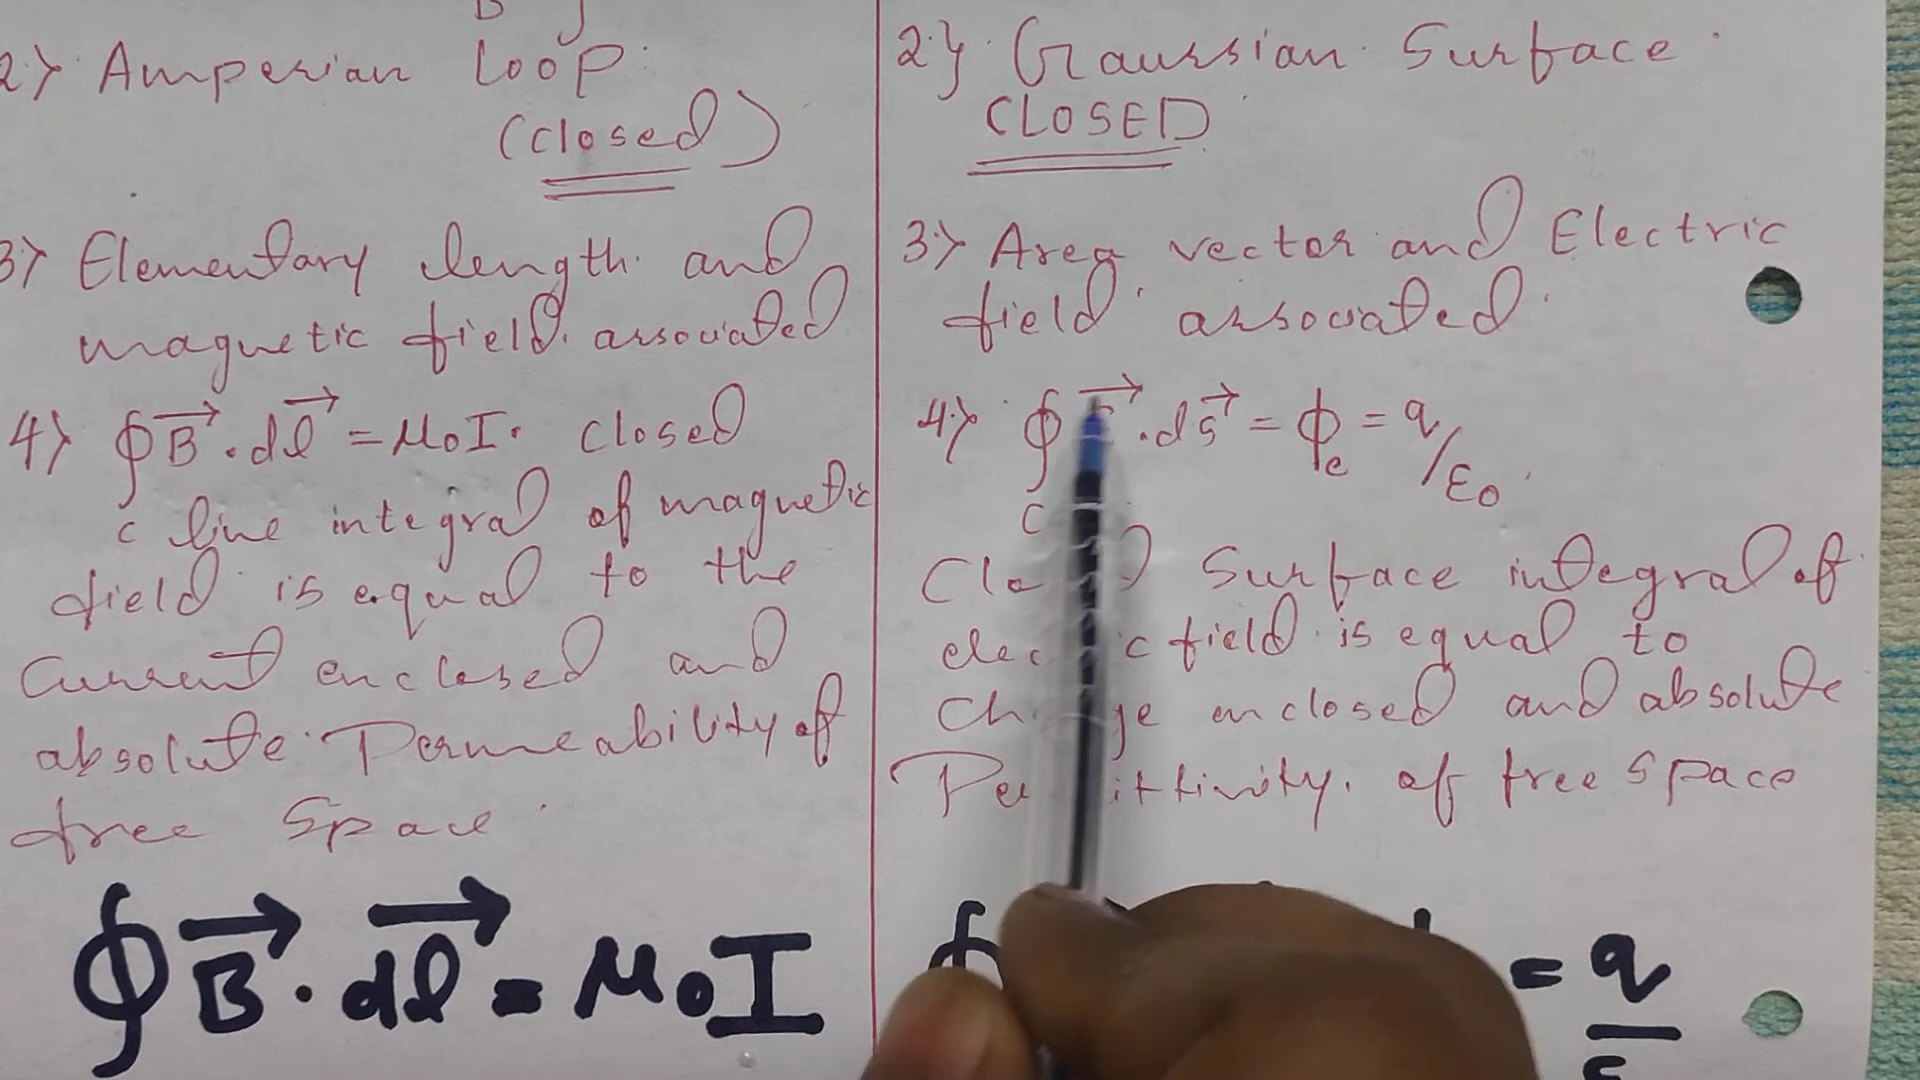 2) Amperian Loop
(closed)
3) Elementary length and
magnetic field associated
4) ∮B⃗.dl⃗ = μ0I. closed
c line integral of magnetic
field is equal to the
Current enclosed and
absolute Permeability of
free Space
∮B⃗.dl⃗ = μ0I
2} Gaussian Surface
CLOSED
3) Area vector and Electric
field associated
4) ∮ .ds⃗ = ϕe = q/ε0
C
Surface integral of
field is equal to
enclosed and absolute
of free space
= q